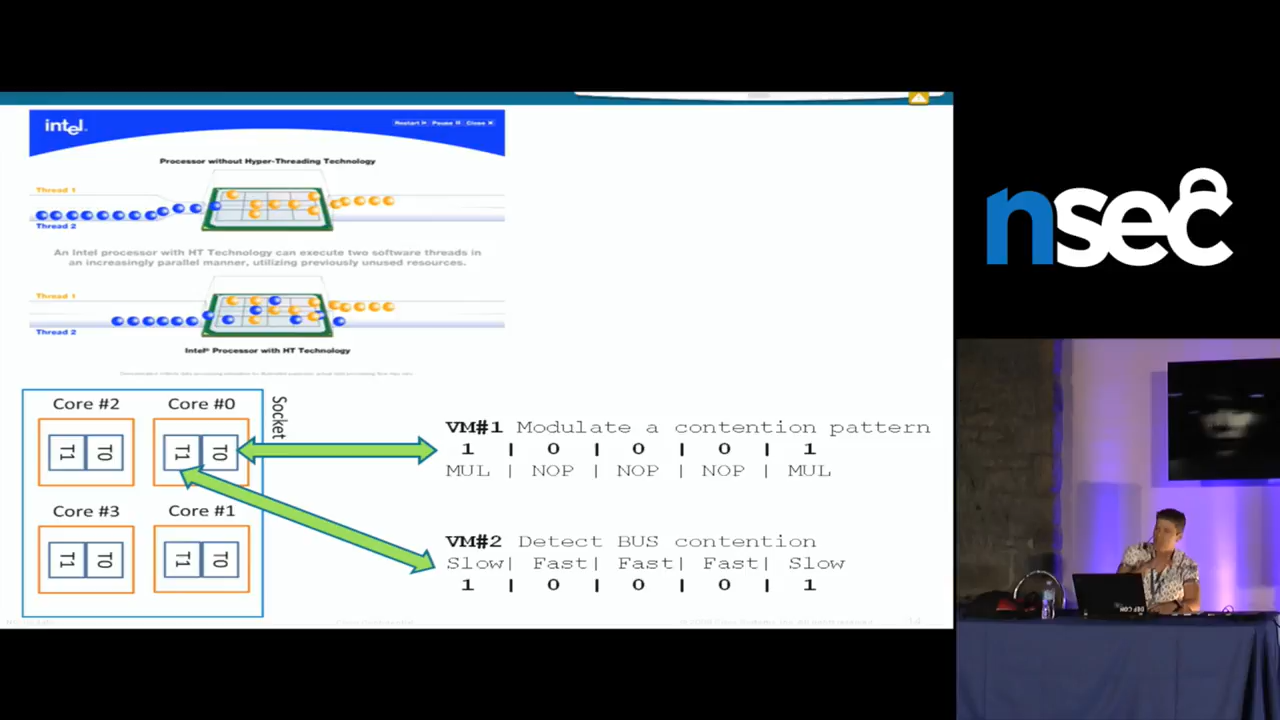 intel
Restart Pause Close
Processor without Hyper-Threading Technology
Thread 1
Thread 2
An Intel processor with HT Technology can execute two software threads in
an increasingly parallel manner, utilizing previously unused resources.
Thread 1
Thread 2
Intel® Processor with HT Technology
Core #2
Core #0
Socket
T1
T0
T1
T0
Core #3
Core #1
T1
T0
T1
T0
VM#1 Modulate a contention pattern
1 | 0 | 0 | 0 | 1
MUL | NOP | NOP | NOP | MUL
VM#2 Detect BUS contention
Slow| Fast| Fast| Fast| Slow
1 | 0 | 0 | 0 | 1
14
nsec
DEF CON